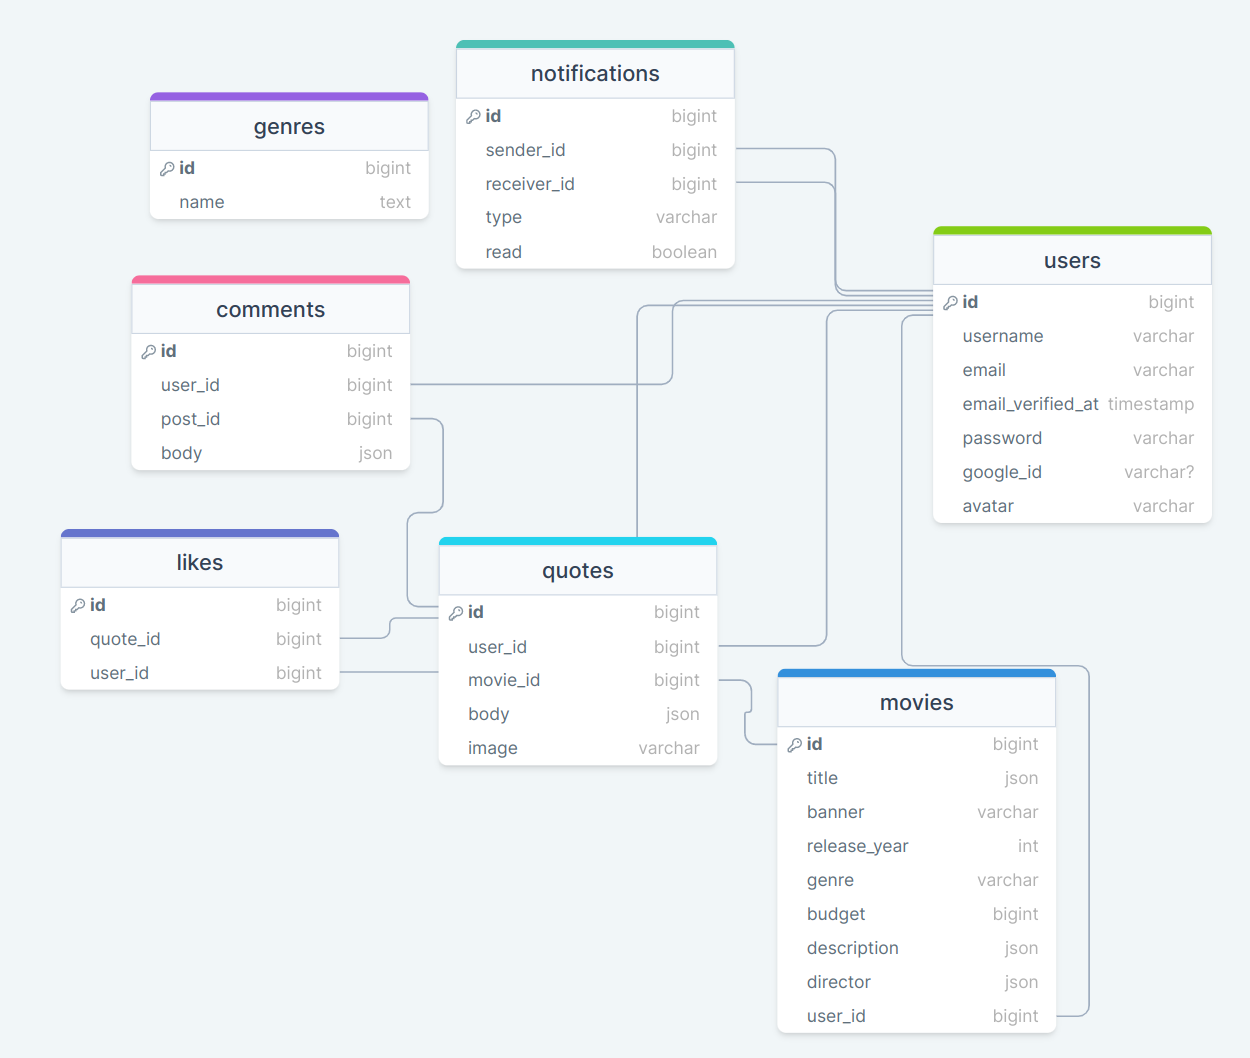 notifications
id bigint
sender_id bigint
receiver_id bigint
type varchar
read boolean
genres
id bigint
name text
users
id bigint
username varchar
email varchar
email_verified_at timestamp
password varchar
google_id varchar?
avatar varchar
comments
id bigint
user_id bigint
post_id bigint
body json
likes
id bigint
quote_id bigint
user_id bigint
quotes
id bigint
user_id bigint
movie_id bigint
body json
image varchar
movies
id bigint
title json
banner varchar
release_year int
genre varchar
budget bigint
description json
director json
user_id bigint